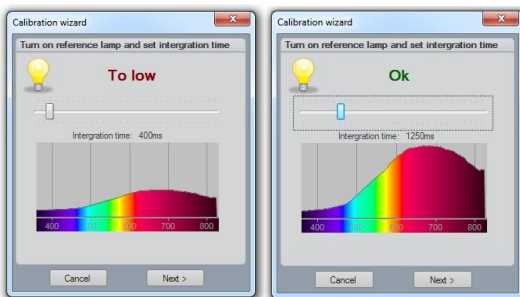 Calibration wizard
Turn on reference lamp and set intergration time
To low
Intergration time: 400ms
400 500 600 700 800
Cancel Next >
Calibration wizard
Turn on reference lamp and set intergration time
Ok
Intergration time: 1250ms
400 500 600 700 800
Cancel Next >